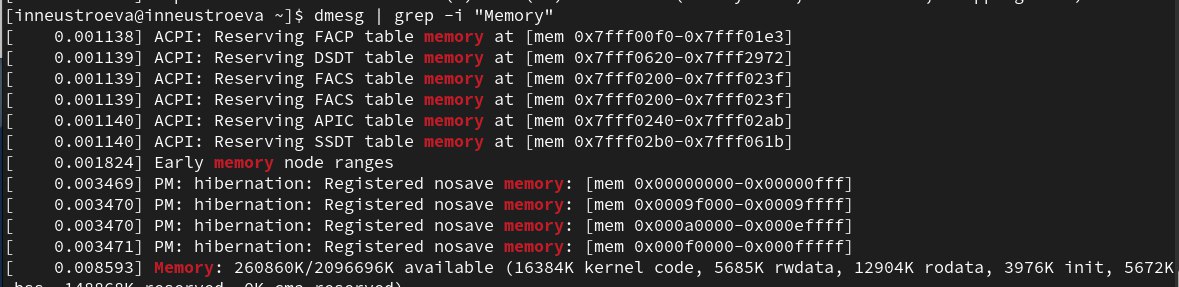 [inneustroeva@inneustroeva ~]$ dmesg | grep -i "Memory"
[    0.001138] ACPI: Reserving FACP table memory at [mem 0x7fff00f0-0x7fff01e3]
[    0.001139] ACPI: Reserving DSDT table memory at [mem 0x7fff0620-0x7fff2972]
[    0.001139] ACPI: Reserving FACS table memory at [mem 0x7fff0200-0x7fff023f]
[    0.001139] ACPI: Reserving FACS table memory at [mem 0x7fff0200-0x7fff023f]
[    0.001140] ACPI: Reserving APIC table memory at [mem 0x7fff0240-0x7fff02ab]
[    0.001140] ACPI: Reserving SSDT table memory at [mem 0x7fff02b0-0x7fff061b]
[    0.001824] Early memory node ranges
[    0.003469] PM: hibernation: Registered nosave memory: [mem 0x00000000-0x00000fff]
[    0.003470] PM: hibernation: Registered nosave memory: [mem 0x0009f000-0x0009ffff]
[    0.003470] PM: hibernation: Registered nosave memory: [mem 0x000a0000-0x000effff]
[    0.003471] PM: hibernation: Registered nosave memory: [mem 0x000f0000-0x000fffff]
[    0.008593] Memory: 260860K/2096696K available (16384K kernel code, 5685K rwdata, 12904K rodata, 3976K init, 5672K